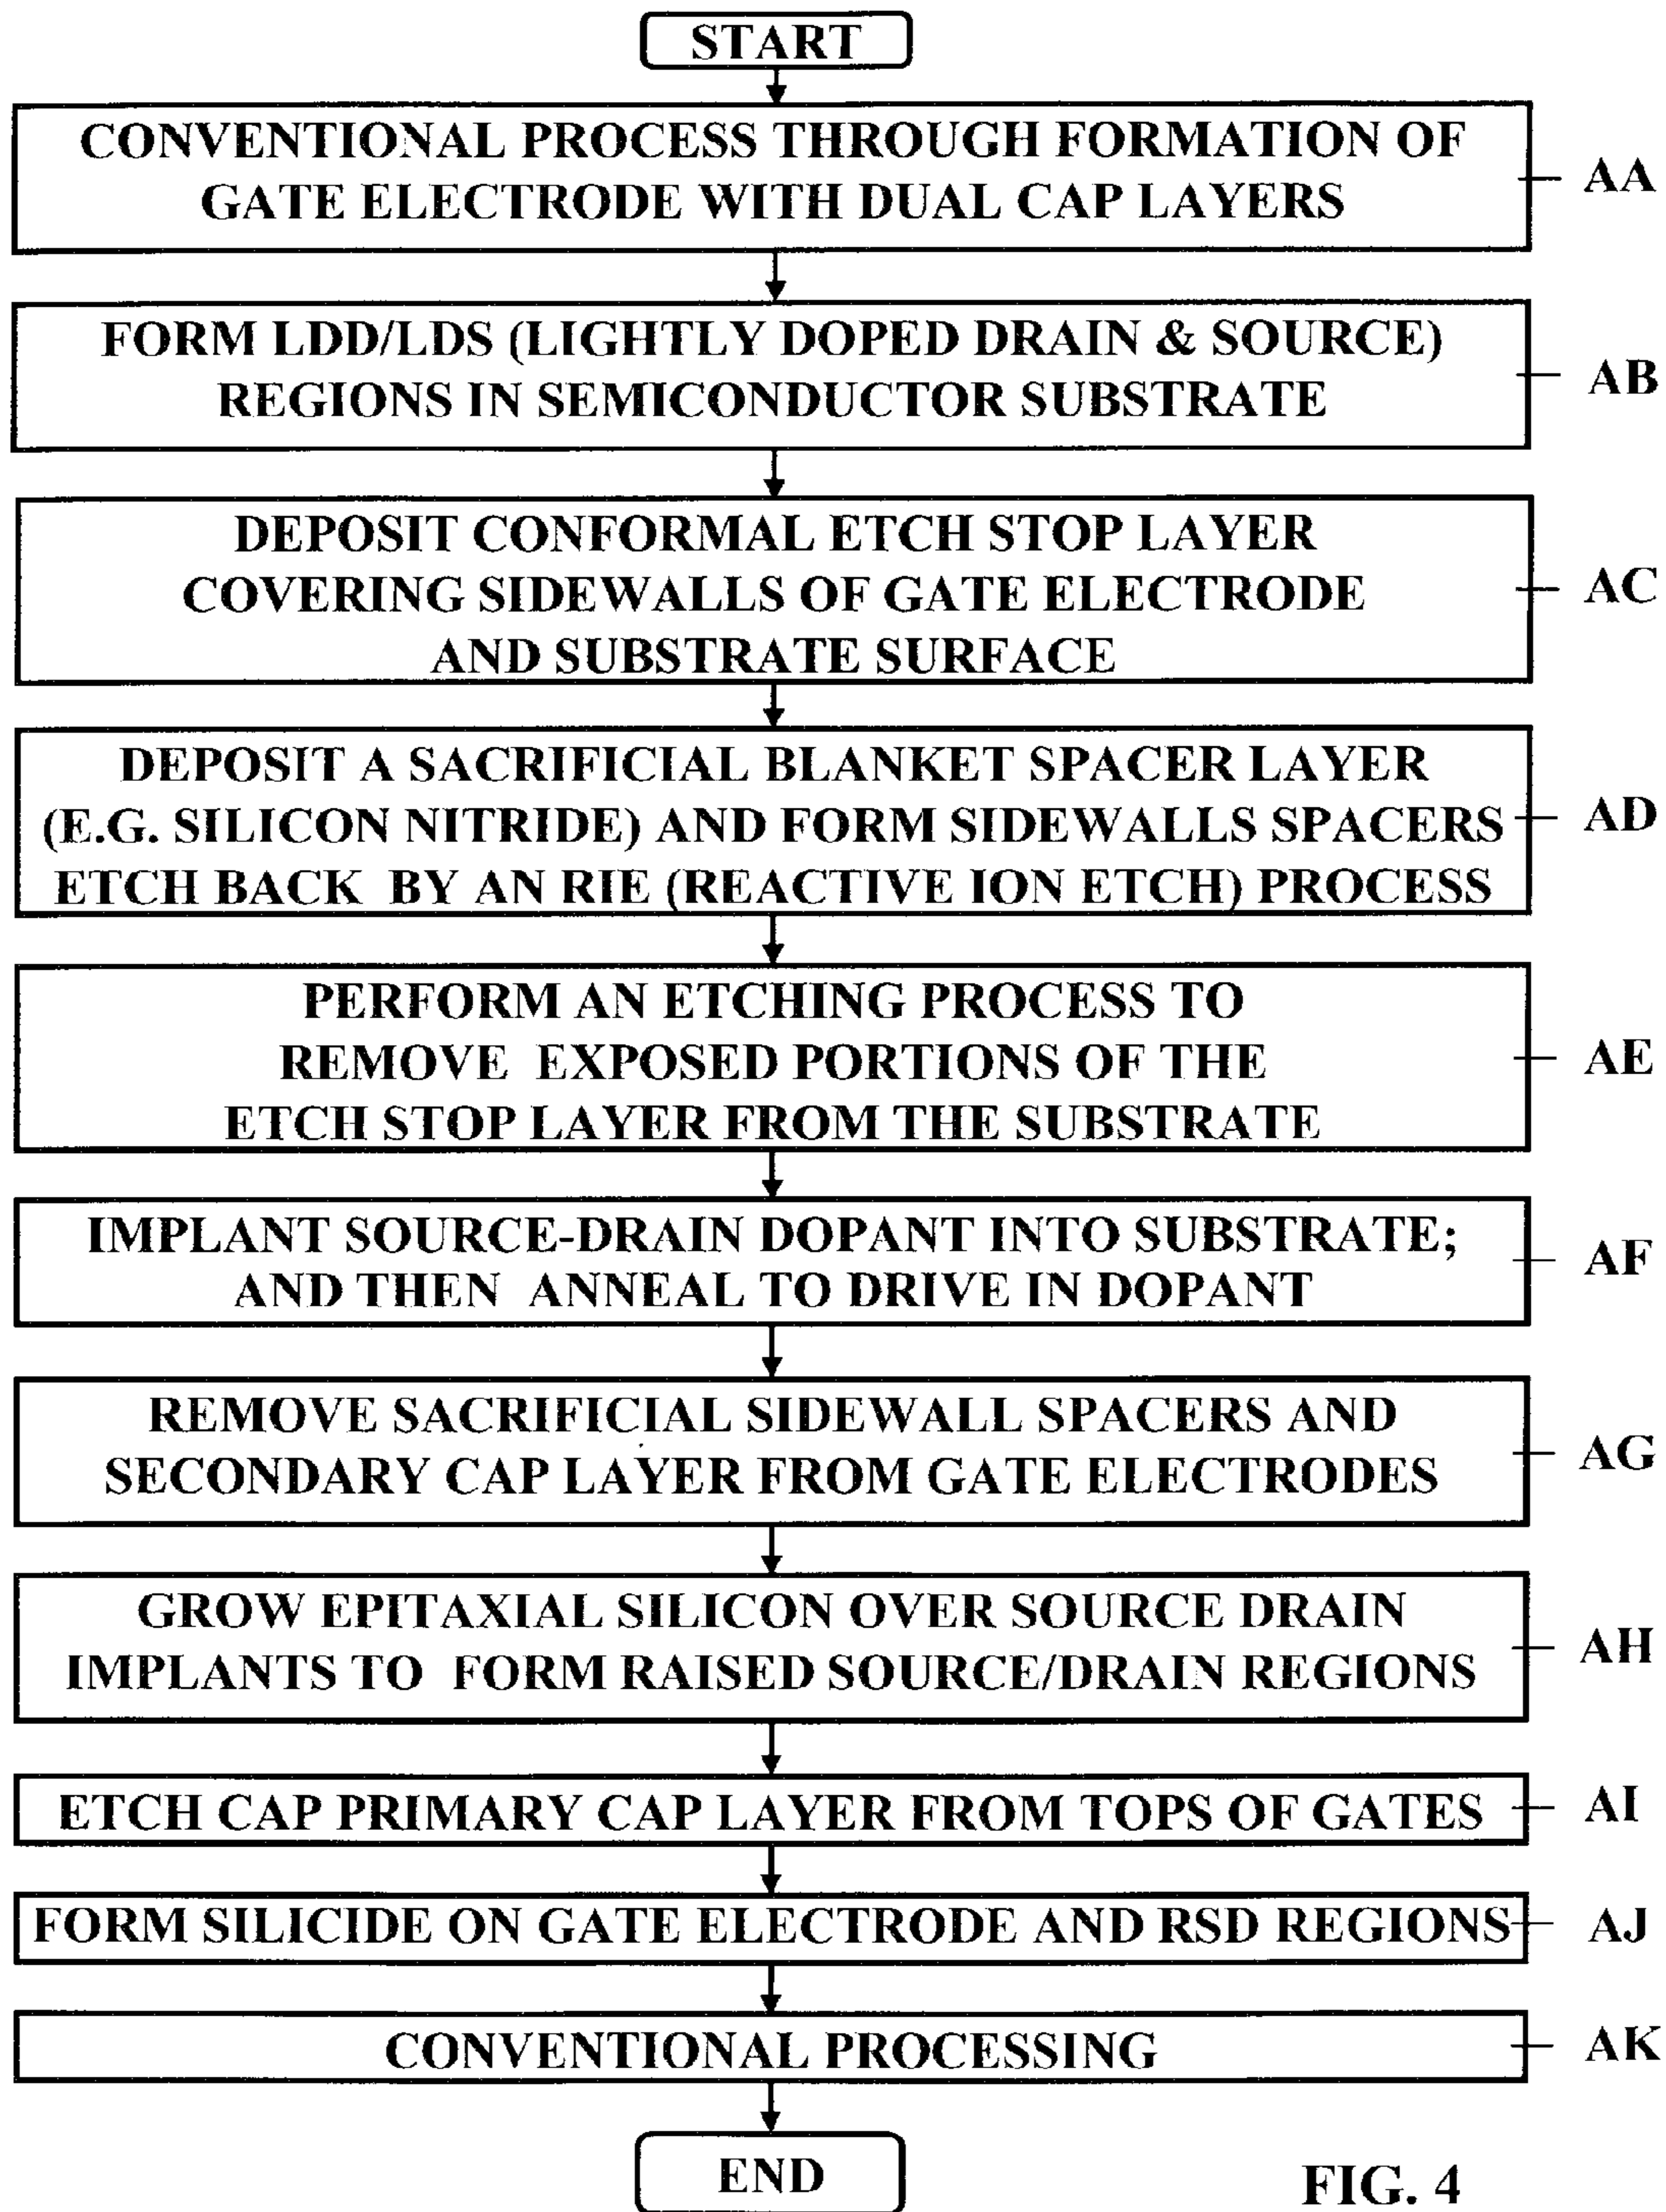 START
CONVENTIONAL PROCESS THROUGH FORMATION OF
GATE ELECTRODE WITH DUAL CAP LAYERS
AA
FORM LDD/LDS (LIGHTLY DOPED DRAIN & SOURCE)
REGIONS IN SEMICONDUCTOR SUBSTRATE
AB
DEPOSIT CONFORMAL ETCH STOP LAYER
COVERING SIDEWALLS OF GATE ELECTRODE
AND SUBSTRATE SURFACE
AC
DEPOSIT A SACRIFICIAL BLANKET SPACER LAYER
(E.G. SILICON NITRIDE) AND FORM SIDEWALLS SPACERS
ETCH BACK BY AN RIE (REACTIVE ION ETCH) PROCESS
AD
PERFORM AN ETCHING PROCESS TO
REMOVE EXPOSED PORTIONS OF THE
ETCH STOP LAYER FROM THE SUBSTRATE
AE
IMPLANT SOURCE-DRAIN DOPANT INTO SUBSTRATE;
AND THEN ANNEAL TO DRIVE IN DOPANT
AF
REMOVE SACRIFICIAL SIDEWALL SPACERS AND
SECONDARY CAP LAYER FROM GATE ELECTRODES
AG
GROW EPITAXIAL SILICON OVER SOURCE DRAIN
IMPLANTS TO FORM RAISED SOURCE/DRAIN REGIONS
AH
ETCH CAP PRIMARY CAP LAYER FROM TOPS OF GATES
AI
FORM SILICIDE ON GATE ELECTRODE AND RSD REGIONS
AJ
CONVENTIONAL PROCESSING
AK
END
FIG. 4